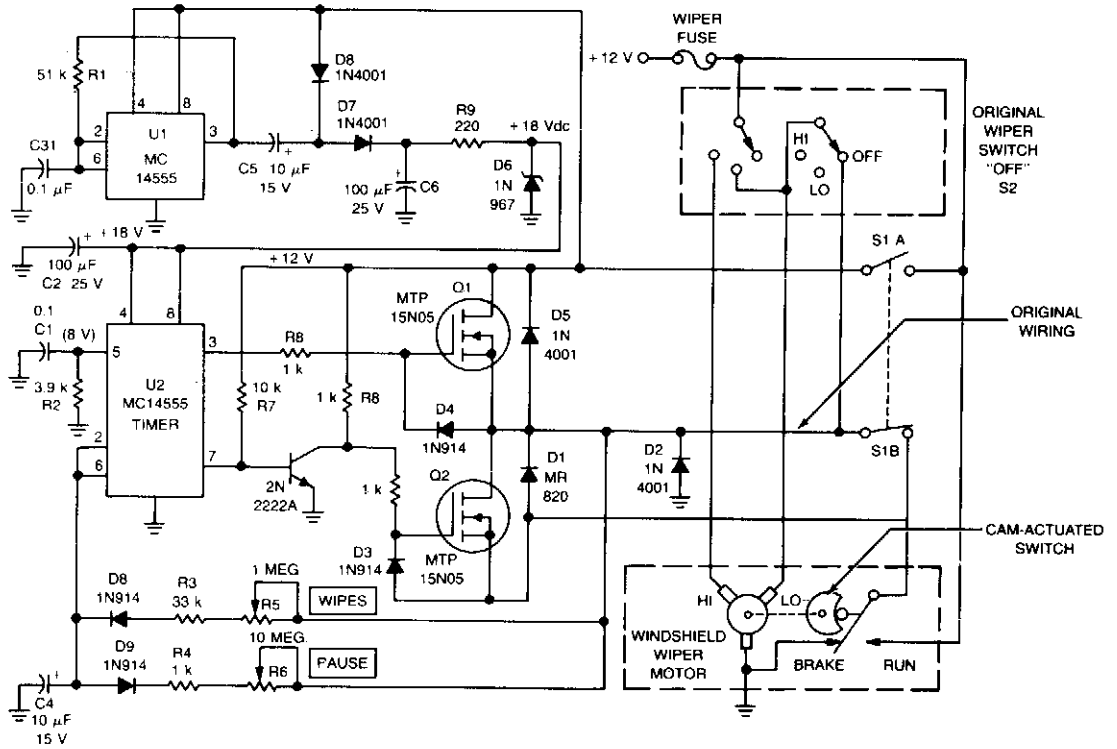 WIPER
FUSE
+ 12 V
51 k R1
4
8
2
6
3
U1
MC
14555
C31
0.1 µF
D8
1N4001
D7
1N4001
R9
220
+ 18 Vdc
C5
+
10 µF
15 V
+
100 µF
25 V
C6
D6
1N
967
HI
OFF
LO
ORIGINAL
WIPER
SWITCH
"OFF"
S2
+
+ 18 V
100 µF
C2 25 V
+ 12 V
S1 A
0.1
C1
(8 V)
4
8
5
3
3.9 k
R2
U2
MC14555
TIMER
2
6
7
R8
1 k
10 k
R7
1 k
R8
MTP
15N05
Q1
D5
1N
4001
ORIGINAL
WIRING
D4
1N914
D1
MR
820
D2
1N
4001
S1B
2N
2222A
1 k
Q2
D3
1N914
MTP
15N05
CAM-ACTUATED
SWITCH
D8
1N914
R3
33 k
1 MEG
R5
WIPES
D9
1N914
R4
1 k
10 MEG.
R6
PAUSE
+
C4
10 µF
15 V
HI
LO
WINDSHIELD
WIPER
MOTOR
BRAKE
RUN